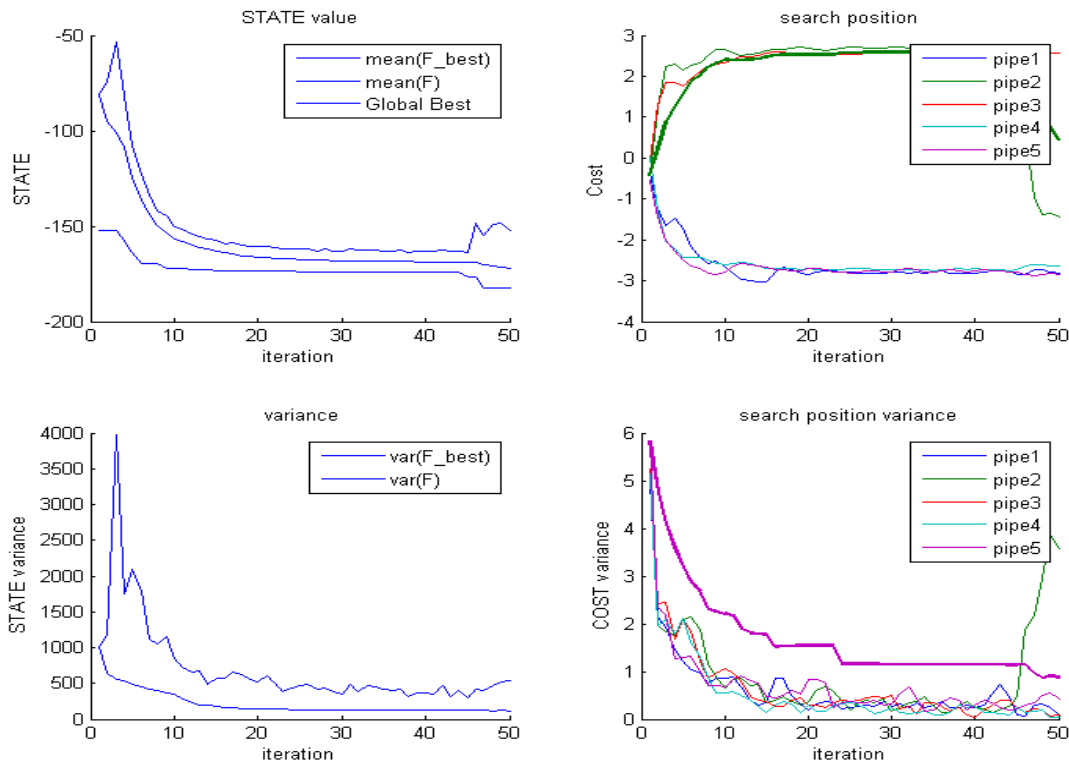 STATE value
-50
-100
-150
-200
STATE
0 10 20 30 40 50
iteration
mean(F_best)
mean(F)
Global Best
search position
3
2
1
0
-1
-2
-3
-4
Cost
0 10 20 30 40 50
iteration
pipe1
pipe2
pipe3
pipe4
pipe5
variance
4000
3500
3000
2500
2000
1500
1000
500
0
STATE variance
0 10 20 30 40 50
iteration
var(F_best)
var(F)
search position variance
6
5
4
3
2
1
0
COST variance
0 10 20 30 40 50
iteration
pipe1
pipe2
pipe3
pipe4
pipe5